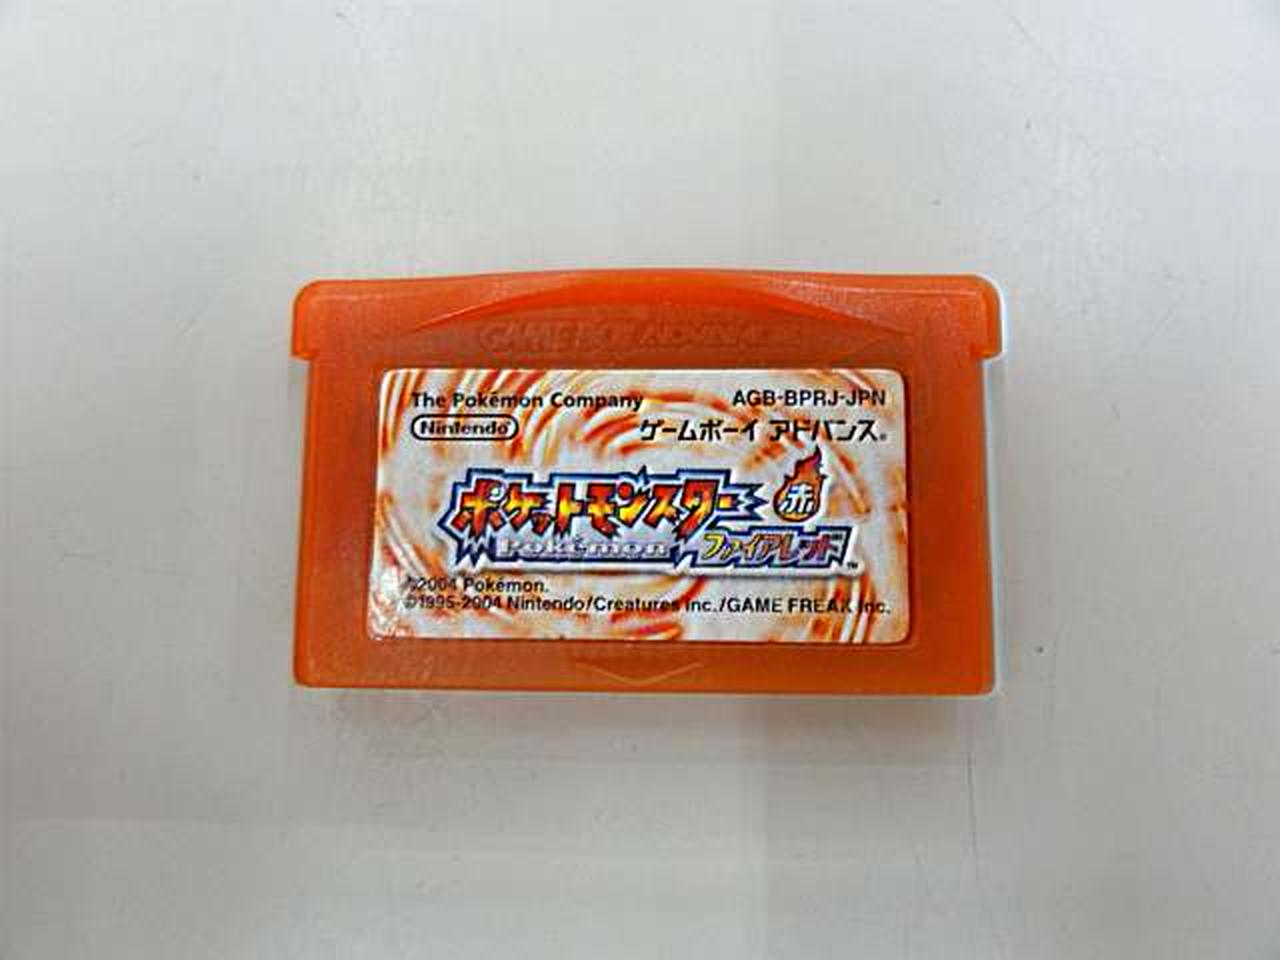 GAME BOY ADVANCE
The Pokémon Company
AGB-BPRJ-JPN
Nintendo
ゲームボーイ アドバンス®
ポケットモンスター 赤
Pokémon ファイアレッド™
©2004 Pokémon.
©1995-2004 Nintendo/Creatures inc./GAME FREAK inc.